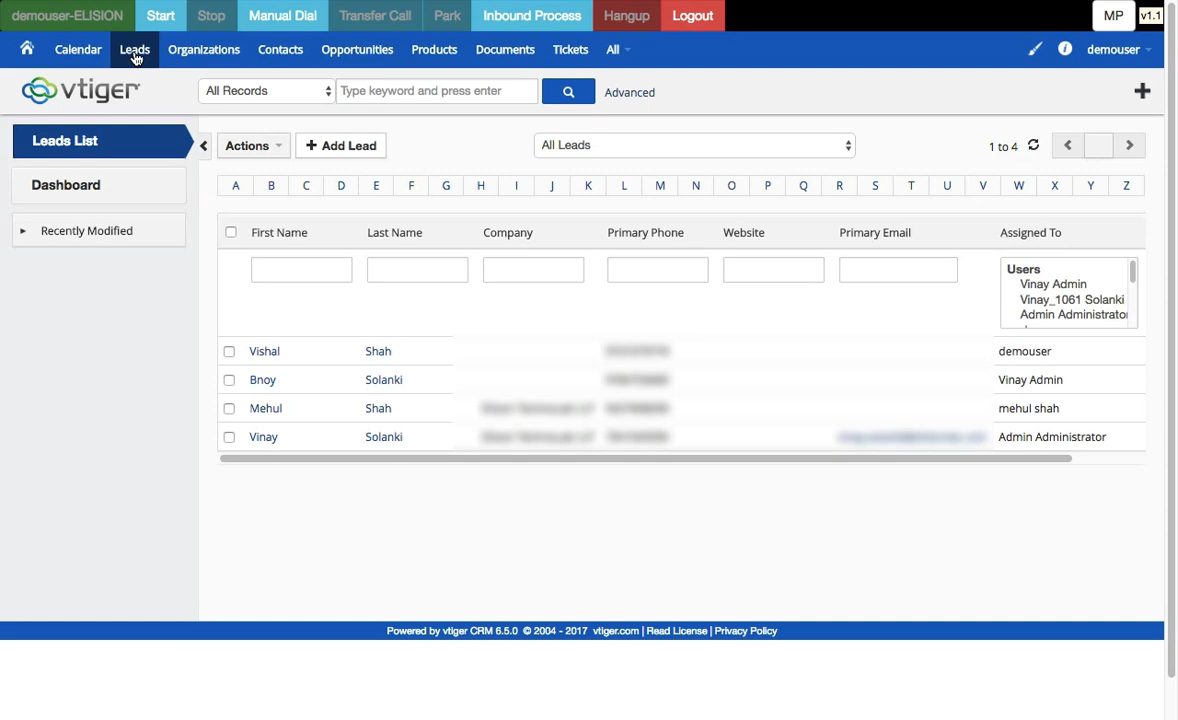 demouser-ELISION Start Stop Manual Dial Transfer Call Park Inbound Process Hangup Logout MP v1.1
Calendar Leads Organizations Contacts Opportunities Products Documents Tickets All demouser
vtiger All Records Type keyword and press enter Advanced
Leads List Actions Add Lead All Leads 1 to 4
Dashboard A B C D E F G H I J K L M N O P Q R S T U V W X Y Z
Recently Modified First Name Last Name Company Primary Phone Website Primary Email Assigned To
Users
Vinay Admin
Vinay_1061 Solanki
Admin Administrator
Vishal Shah demouser
Bnoy Solanki Vinay Admin
Mehul Shah mehul shah
Vinay Solanki Admin Administrator
Powered by vtiger CRM 6.5.0 © 2004 - 2017 vtiger.com | Read License | Privacy Policy